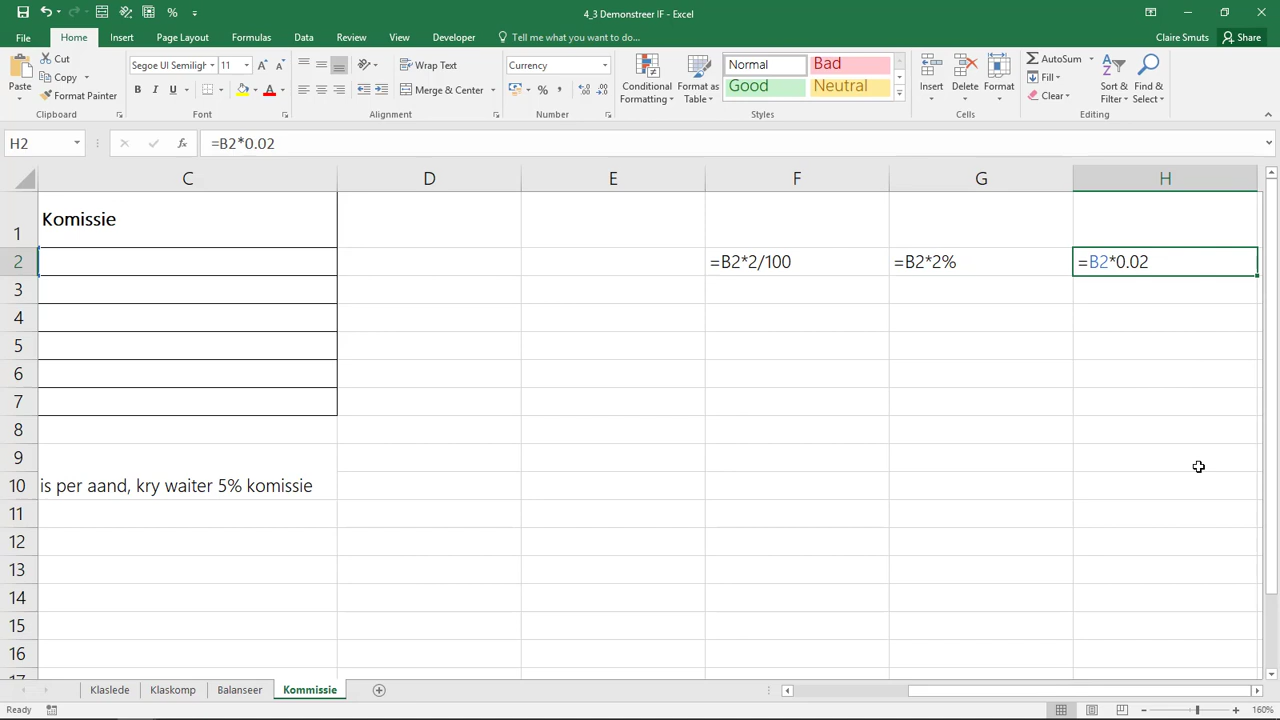 4_3 Demonstreer IF - Excel
Claire Smuts
Share
File Home Insert Page Layout Formulas Data Review View Developer Tell me what you want to do...
Paste
Cut
Copy
Format Painter
Clipboard
Segoe UI Semiligh 11
B I U
Font
Wrap Text
Merge & Center
Alignment
Currency
Number
Conditional Formatting
Format as Table
Normal Bad
Good Neutral
Styles
Insert Delete Format
Cells
AutoSum
Fill
Clear
Sort & Filter
Find & Select
Editing
H2 fx =B2*0.02
C D E F G H
1 Komissie
2 =B2*2/100 =B2*2% =B2*0.02
3
4
5
6
7
8
9
10 is per aand, kry waiter 5% komissie
11
12
13
14
15
16
17
Klaslede Klaskomp Balanseer Kommissie
Ready 160%